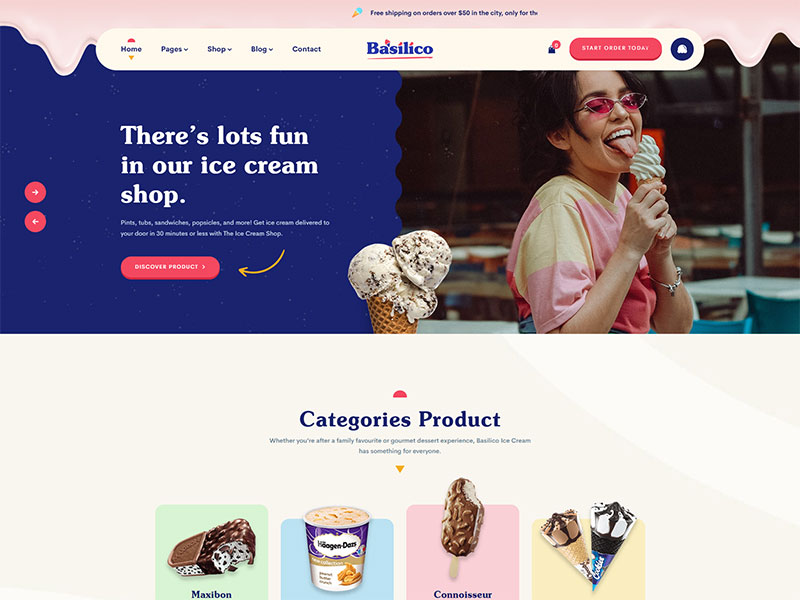 Free shipping on orders over $50 in the city, only for the
Home Pages Shop Blog Contact
Basilico
0
START ORDER TODAY
There's lots fun
in our ice cream
shop.
Pints, tubs, sandwiches, popsicles, and more! Get ice cream delivered to
your door in 30 minutes or less with The Ice Cream Shop.
DISCOVER PRODUCT
Categories Product
Whether you're after a family favourite or gourmet dessert experience, Basilico Ice Cream
has something for everyone.
Häagen-Dazs
peanut
butter
crunch
Cookies
Maxibon
Connoisseur